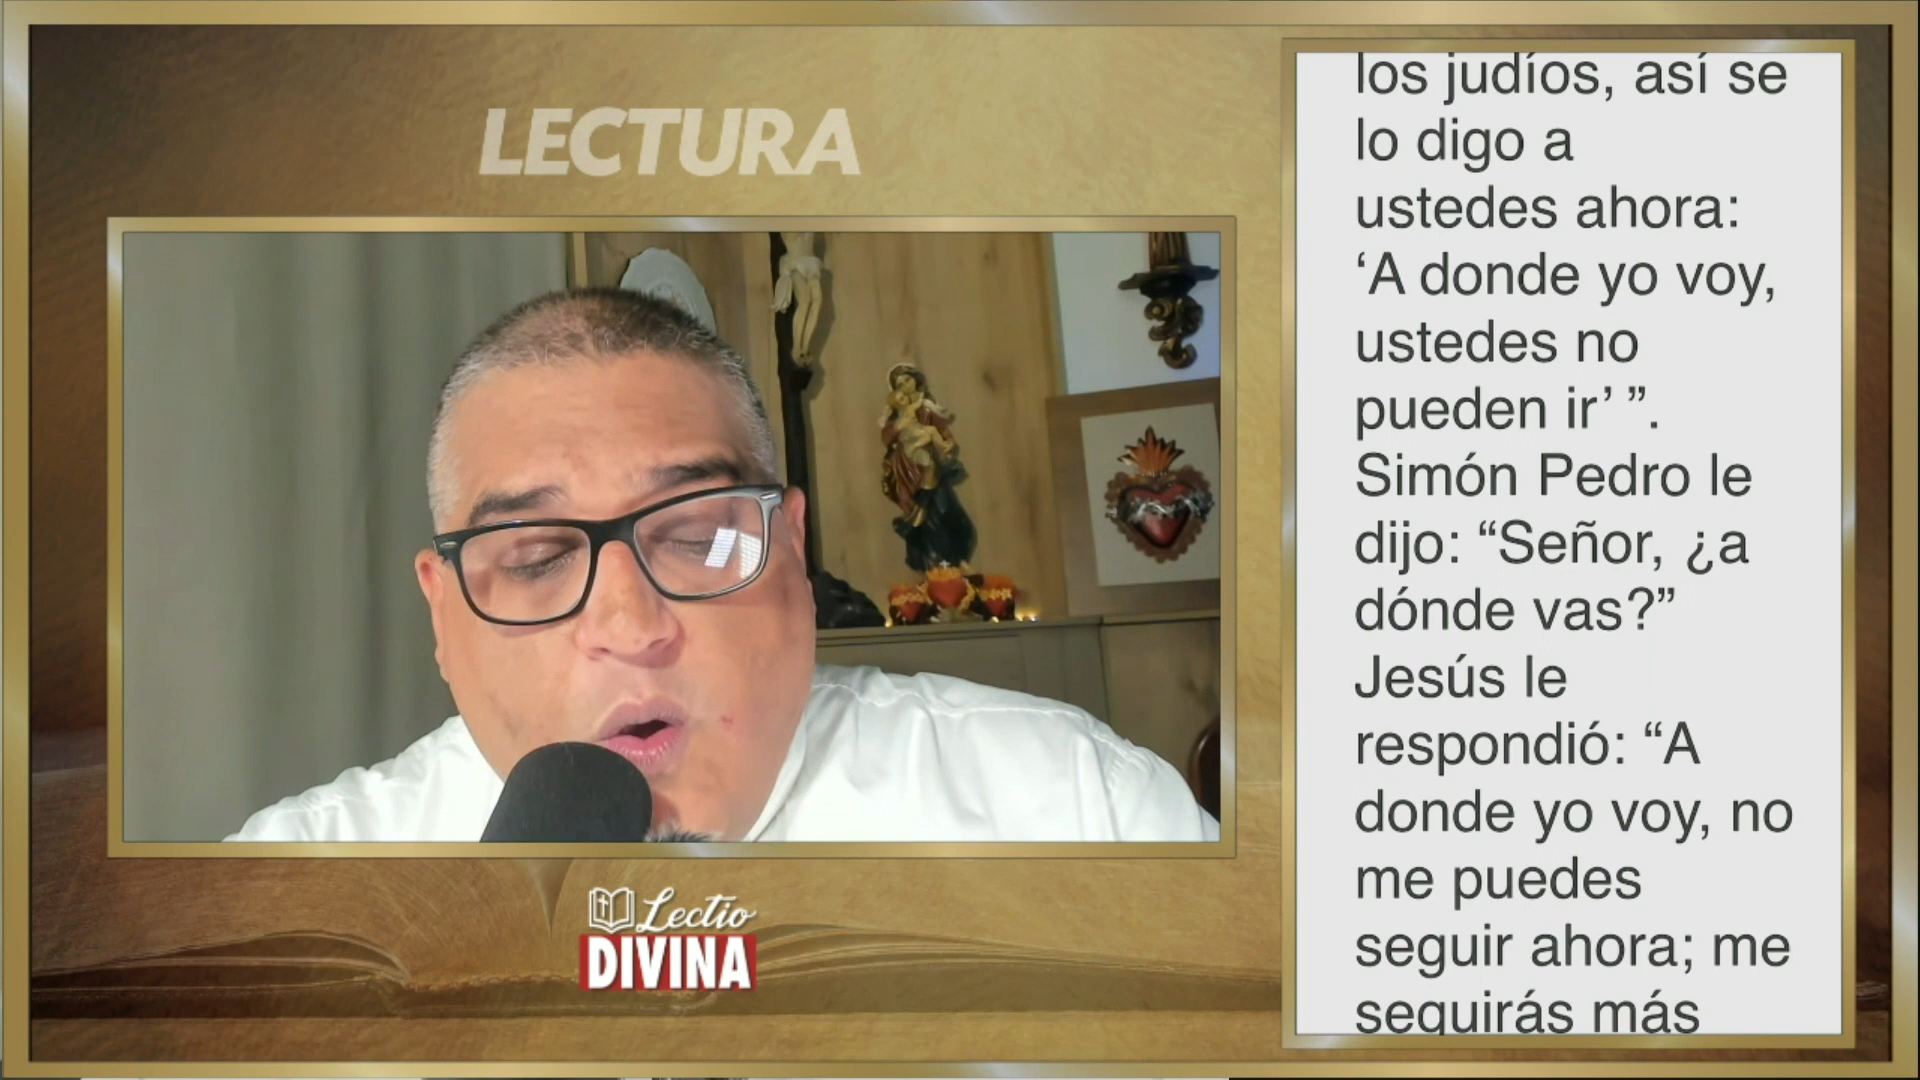 LECTURA
Lectio
DIVINA
los judíos, así se
lo digo a
ustedes ahora:
‘A donde yo voy,
ustedes no
pueden ir’ ”.
Simón Pedro le
dijo: “Señor, ¿a
dónde vas?”
Jesús le
respondió: “A
donde yo voy, no
me puedes
seguir ahora; me
seguirás más